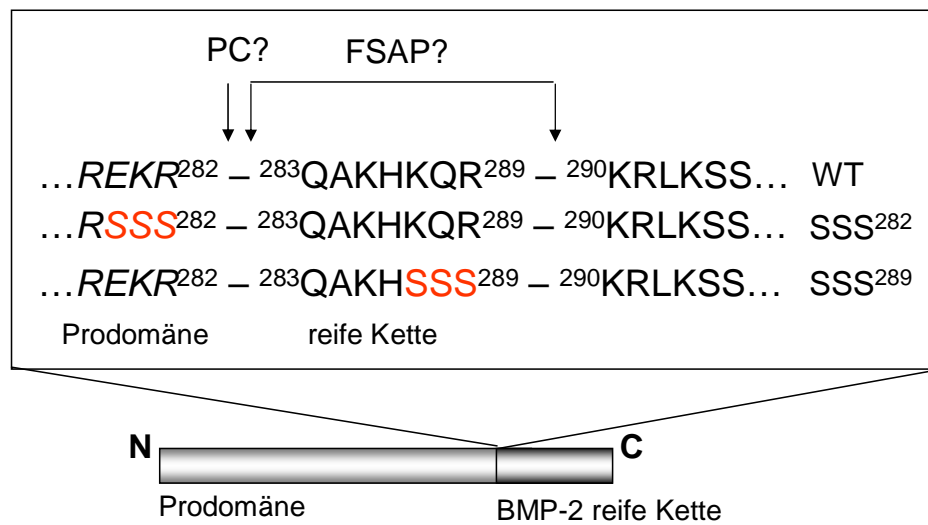 PC? FSAP?
…REKR²⁸² – ²⁸³QAKHKQR²⁸⁹ – ²⁹⁰KRLKSS… WT
…RSSS²⁸² – ²⁸³QAKHKQR²⁸⁹ – ²⁹⁰KRLKSS… SSS²⁸²
…REKR²⁸² – ²⁸³QAKHSSS²⁸⁹ – ²⁹⁰KRLKSS… SSS²⁸⁹
Prodomäne reife Kette
N C
Prodomäne BMP-2 reife Kette